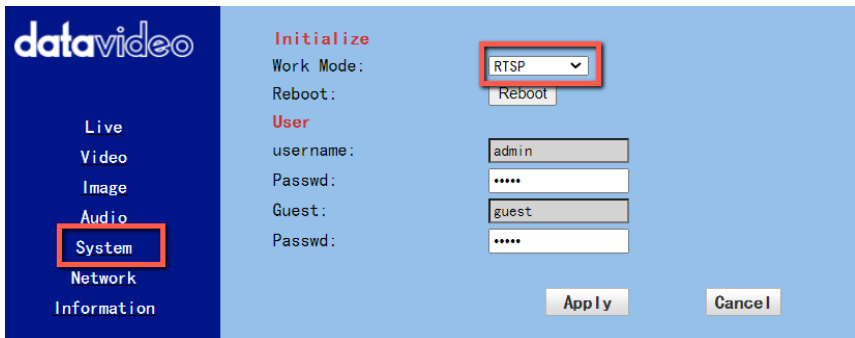 datavideo
Live
Video
Image
Audio
System
Network
Information
Initialize
Work Mode: RTSP
Reboot: Reboot
User
username: admin
Passwd: •••••
Guest: guest
Passwd: •••••
Apply Cancel